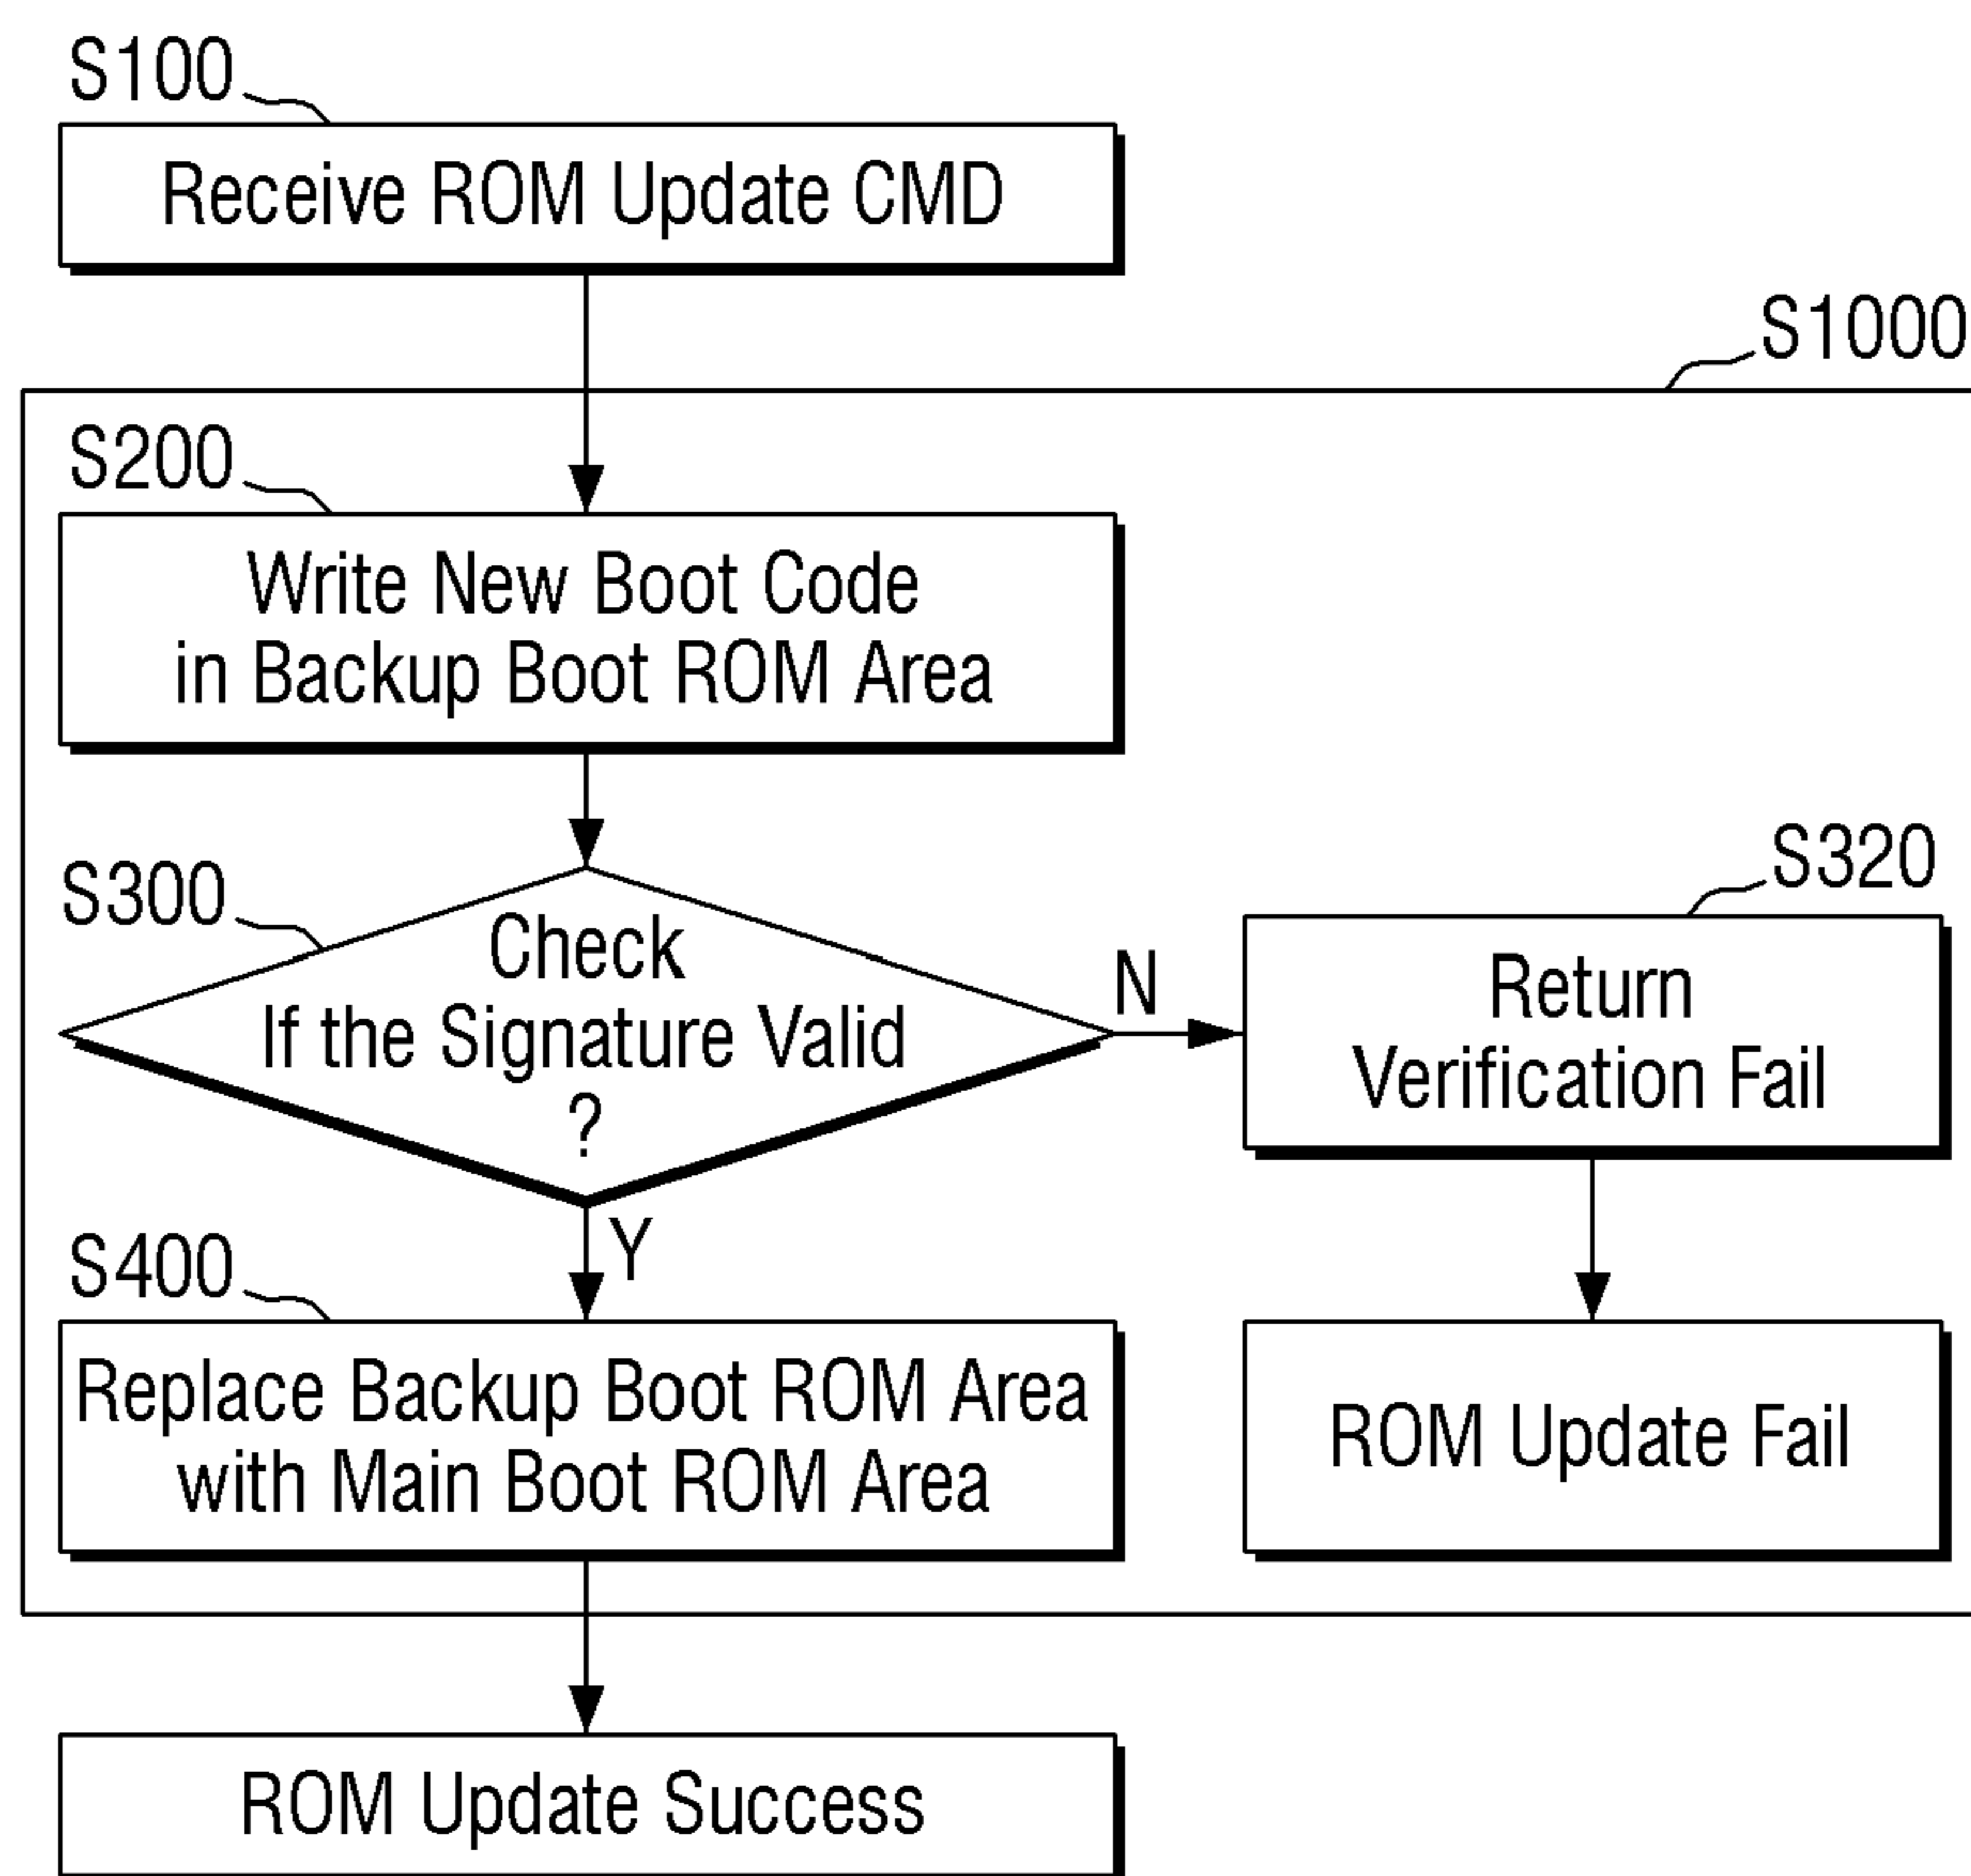 S100
Receive ROM Update CMD
S1000
S200
Write New Boot Code
in Backup Boot ROM Area
S300
Check
If the Signature Valid
?
N
S320
Return
Verification Fail
Y
S400
Replace Backup Boot ROM Area
with Main Boot ROM Area
ROM Update Fail
ROM Update Success